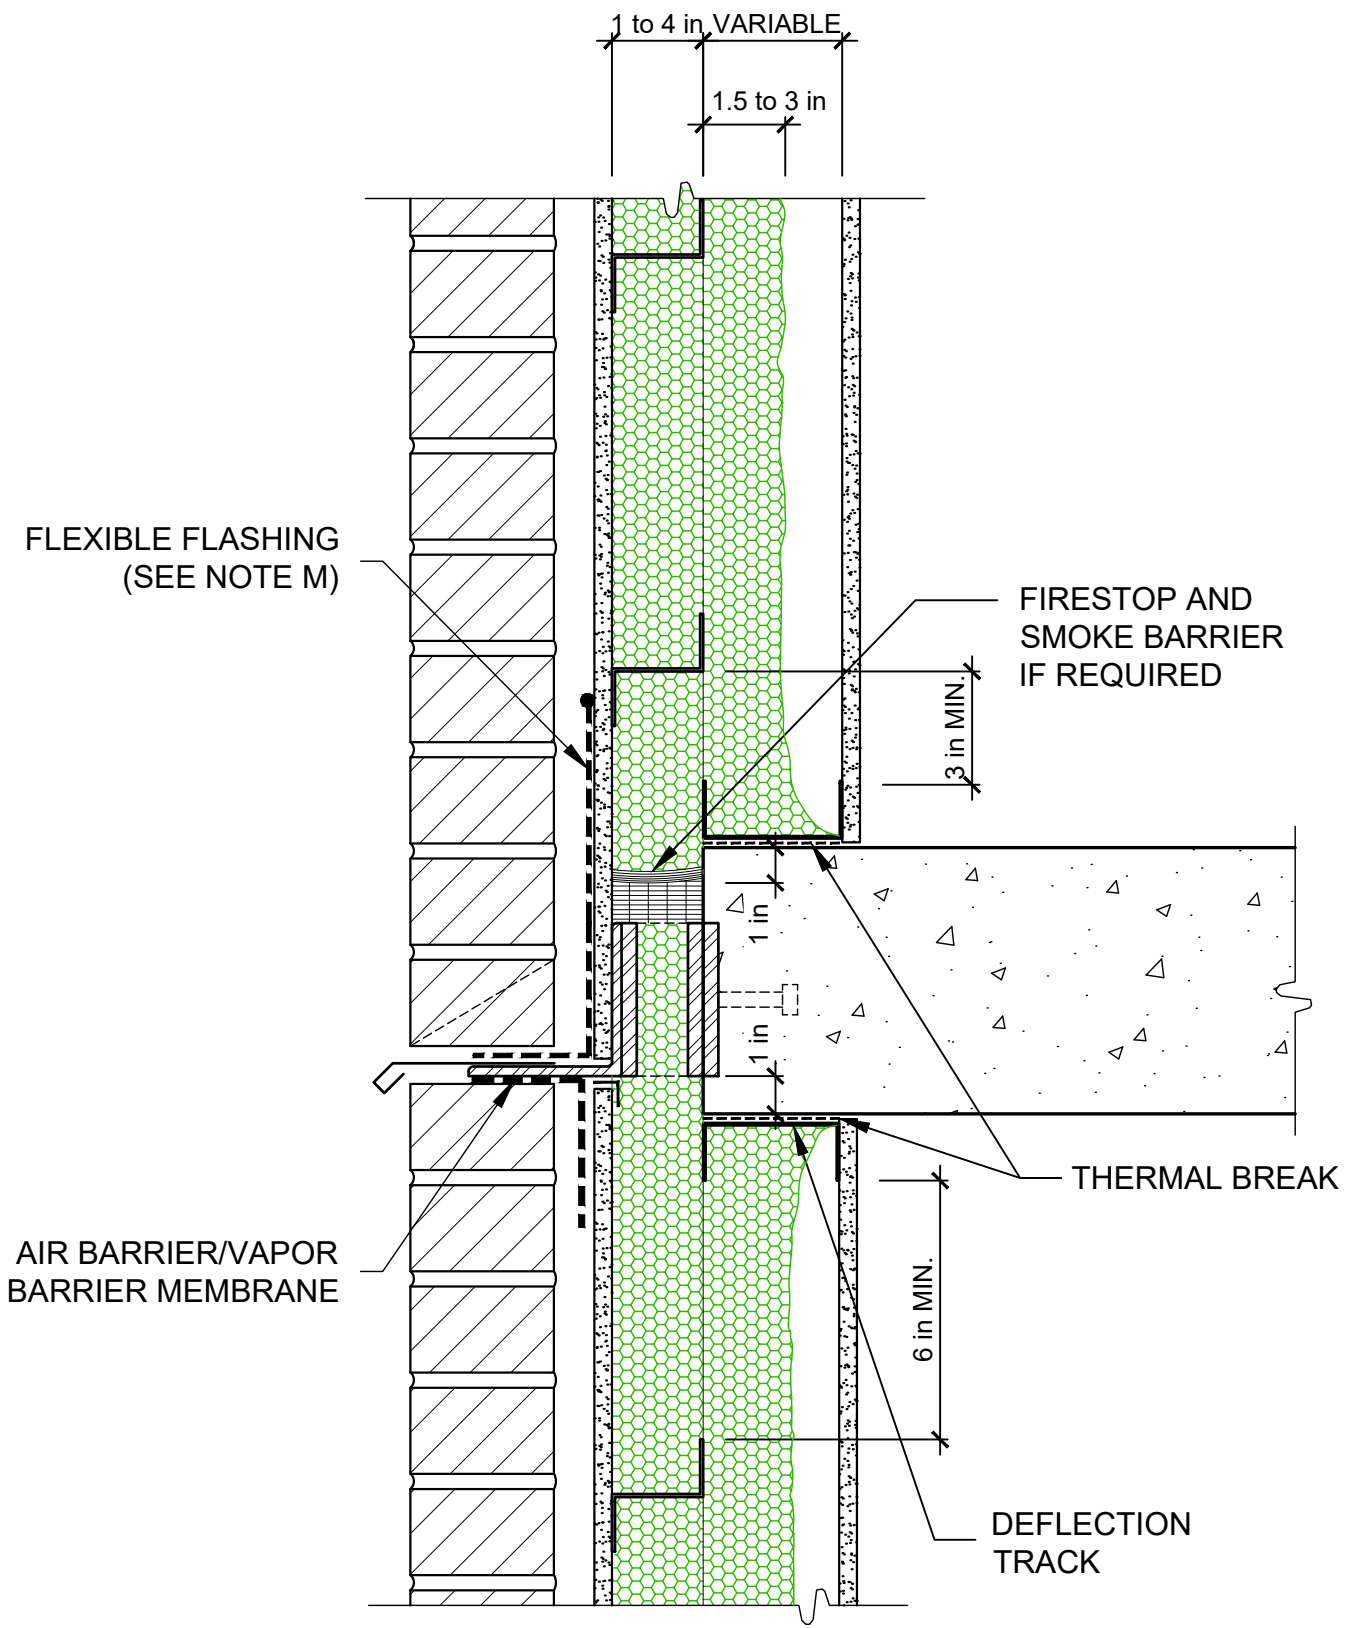 1 to 4 in VARIABLE
1.5 to 3 in
FLEXIBLE FLASHING
(SEE NOTE M)
FIRESTOP AND
SMOKE BARRIER
IF REQUIRED
3 in MIN.
1 in
1 in
THERMAL BREAK
AIR BARRIER/VAPOR
BARRIER MEMBRANE
6 in MIN.
DEFLECTION
TRACK